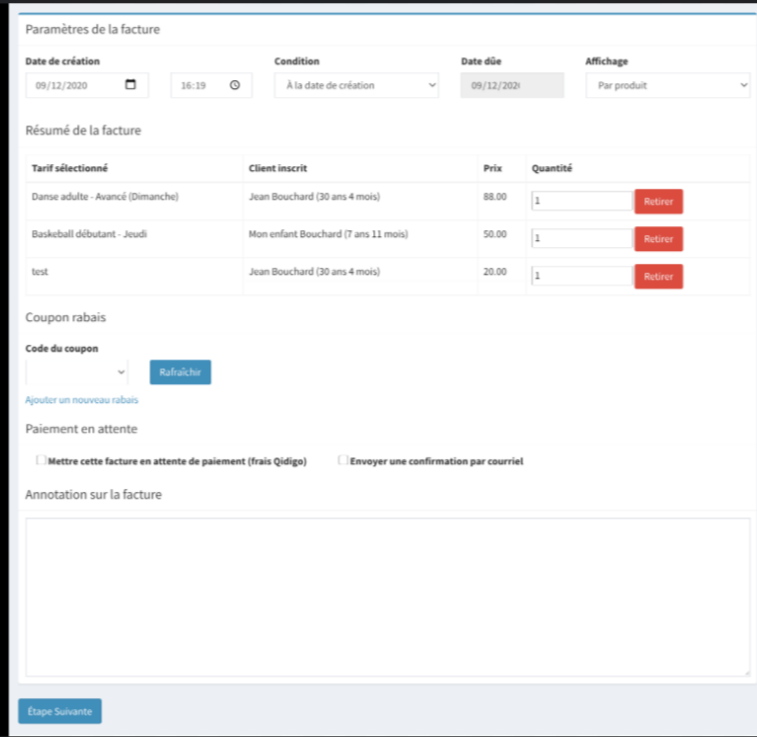 Paramètres de la facture
Date de création Condition Date dûe Affichage
09/12/2020 16:19 À la date de création 09/12/202 Par produit
Résumé de la facture
Tarif sélectionné Client inscrit Prix Quantité
Danse adulte - Avancé (Dimanche) Jean Bouchard (30 ans 4 mois) 88.00 1 Retirer
Baskeball débutant - Jeudi Mon enfant Bouchard (7 ans 11 mois) 50.00 1 Retirer
test Jean Bouchard (30 ans 4 mois) 20.00 1 Retirer
Coupon rabais
Code du coupon
Rafraîchir
Ajouter un nouveau rabais
Paiement en attente
Mettre cette facture en attente de paiement (frais Qidigo) Envoyer une confirmation par courriel
Annotation sur la facture
Étape Suivante